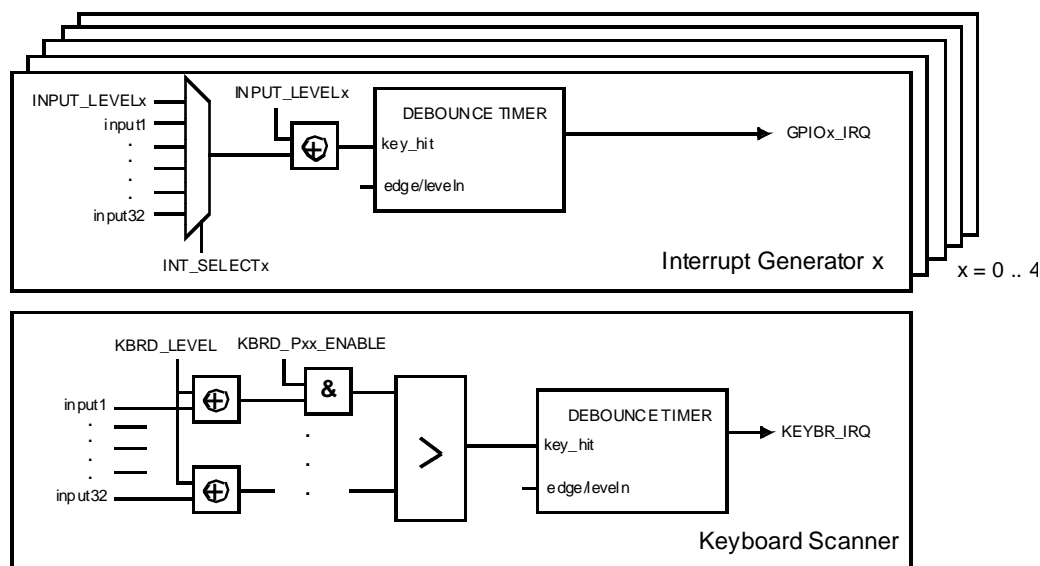 INPUT_LEVELx
INPUT_LEVELx
input1
.
.
.
.
input32
INT_SELECTx
DEBOUNCE TIMER
key_hit
edge/leveln
GPIOx_IRQ
Interrupt Generator x
x = 0 .. 4
KBRD_LEVEL
KBRD_Pxx_ENABLE
&
input1
.
.
.
.
input32
.
.
.
>
DEBOUNCE TIMER
key_hit
edge/leveln
KEYBR_IRQ
Keyboard Scanner